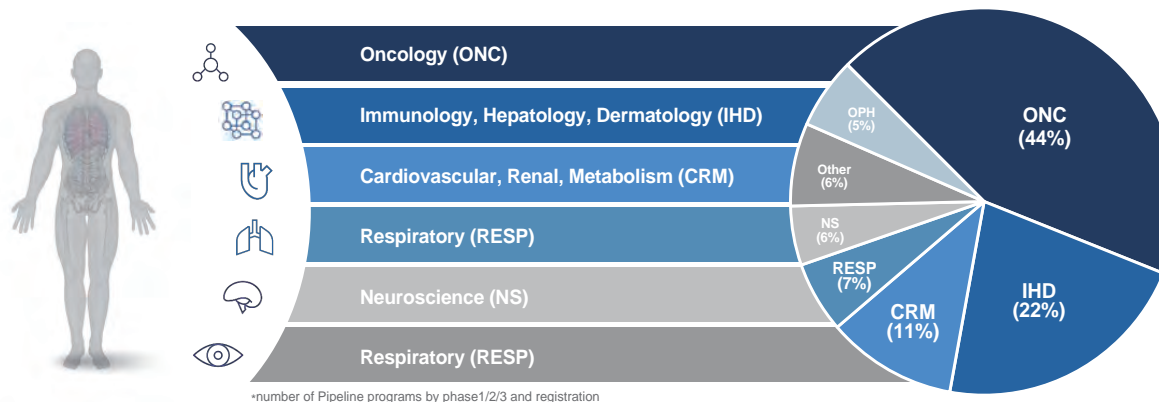 Oncology (ONC)
Immunology, Hepatology, Dermatology (IHD)
Cardiovascular, Renal, Metabolism (CRM)
Respiratory (RESP)
Neuroscience (NS)
Respiratory (RESP)
*number of Pipeline programs by phase1/2/3 and registration
ONC
(44%)
IHD
(22%)
CRM
(11%)
RESP
(7%)
NS
(6%)
Other
(6%)
OPH
(5%)